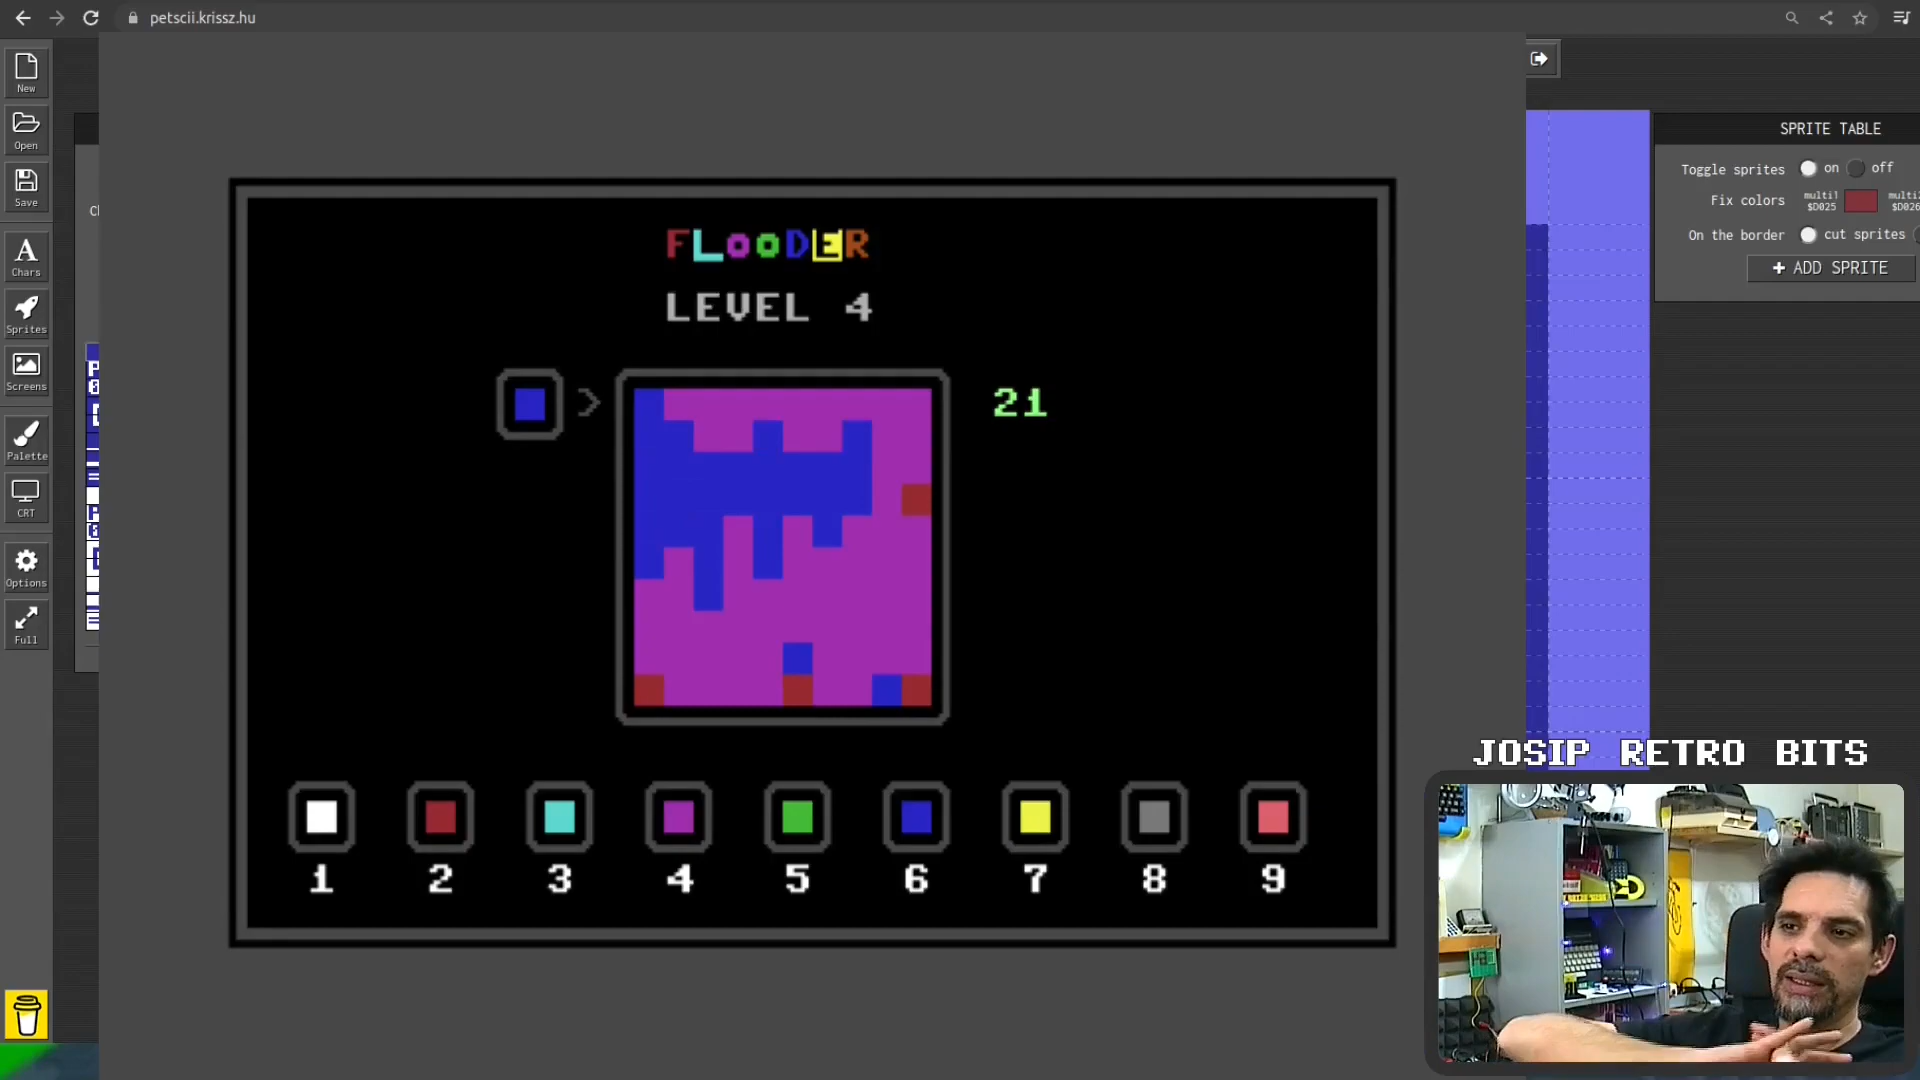 petscii.krissz.hu
New
Open
Save
Chars
Sprites
Screens
Palette
CRT
Options
Full
FLOODER
LEVEL 4
>
21
1 2 3 4 5 6 7 8 9
SPRITE TABLE
Toggle sprites on off
Fix colors multi1 $D025 $D026
On the border cut sprites
+ ADD SPRITE
JOSIP RETRO BITS